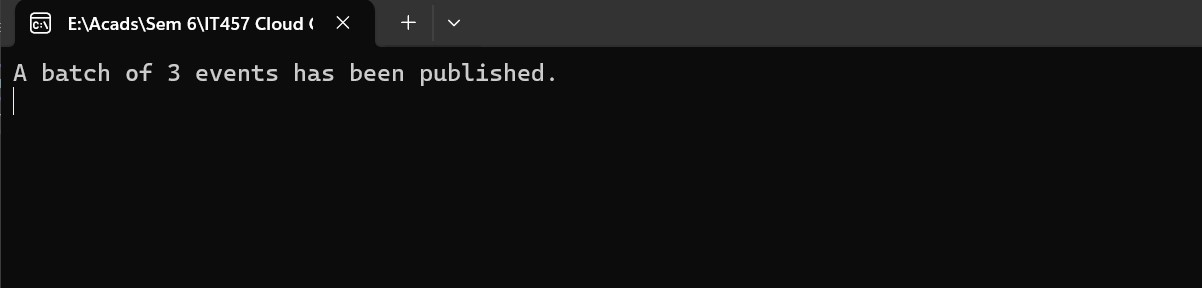 E:\Acads\Sem 6\IT457 Cloud
A batch of 3 events has been published.